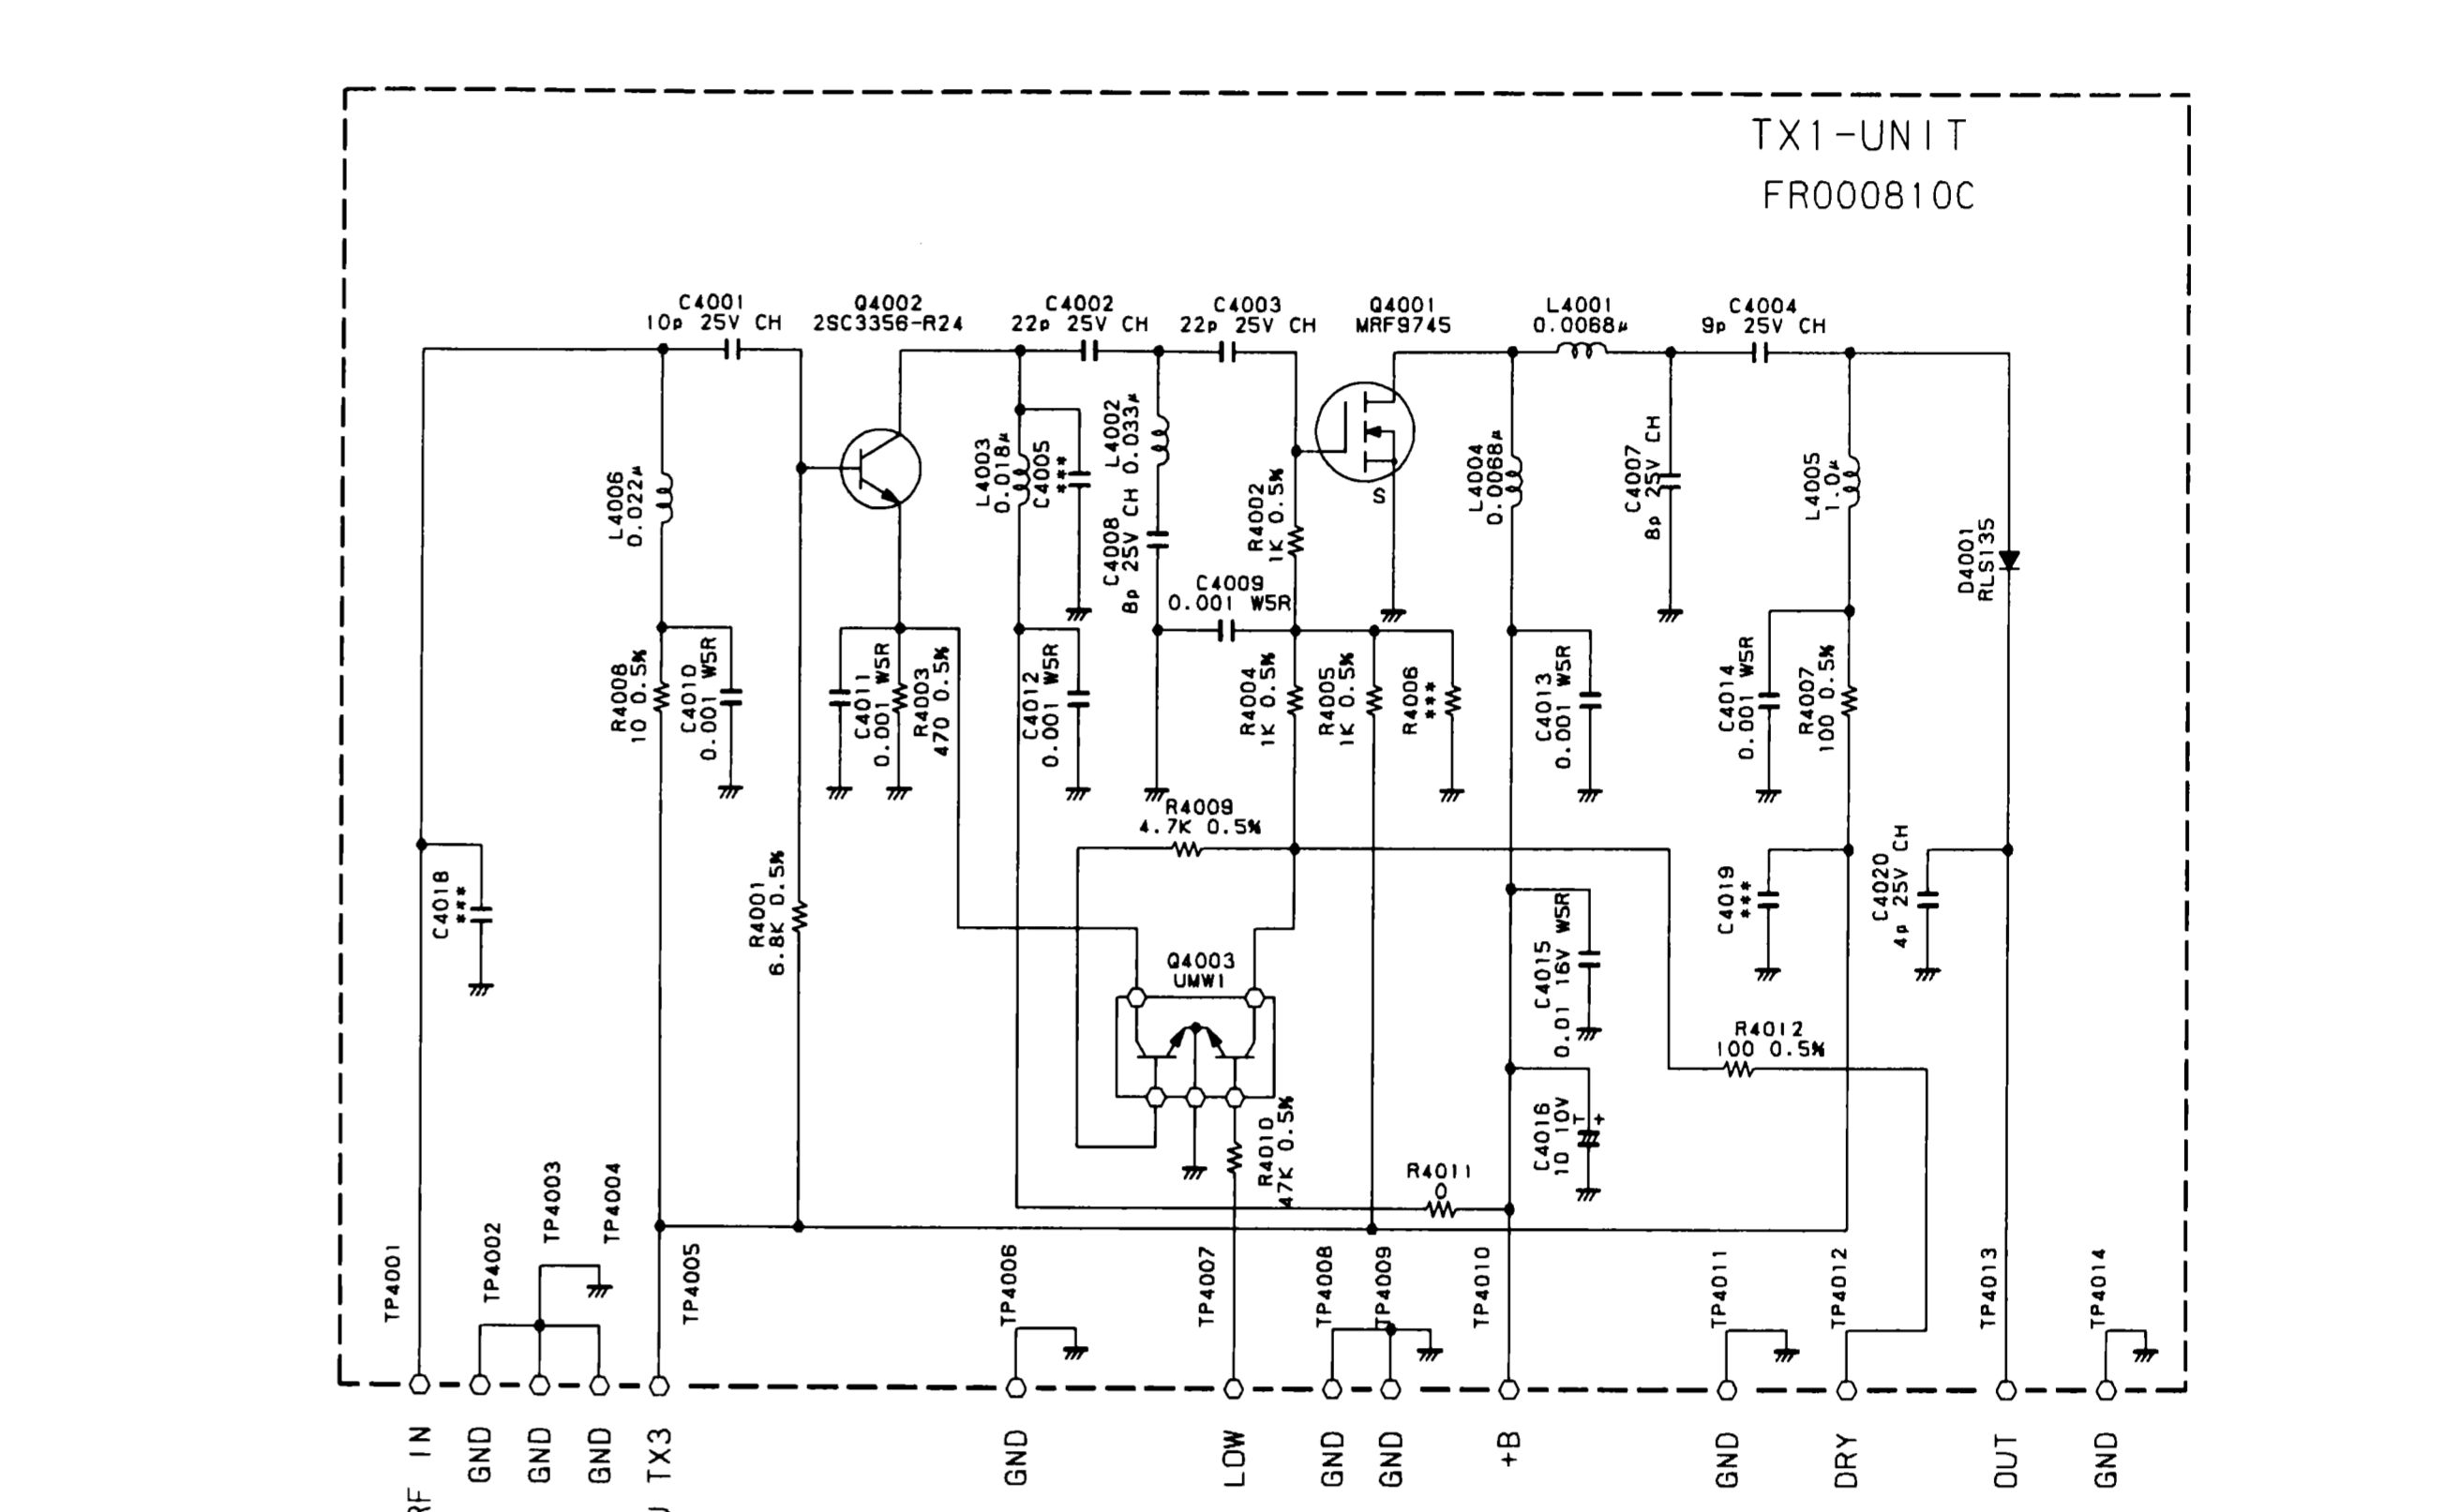 TX1-UNIT
FR000810C
C4001
10p 25V CH
Q4002
2SC3356-R24
C4002
22p 25V CH
C4003
22p 25V CH
Q4001
MRF9745
L4001
0.0068μ
C4004
9p 25V CH
L4006
0.022μ
L4003
0.018μ
C4005
***
L4002
0.033μ
C4008
8p 25V CH
R4002
1K 0.5%
S
L4004
0.0068μ
C4007
8p 25V CH
L4005
1.0μ
D4001
RLS135
C4009
0.001 W5R
R4008
10 0.5%
C4010
0.001 W5R
C4011
0.001 W5R
R4003
470 0.5%
C4012
0.001 W5R
R4004
1K 0.5%
R4005
1K 0.5%
R4006
***
C4013
0.001 W5R
C4014
0.001 W5R
R4007
100 0.5%
R4009
4.7K 0.5%
C4018
***
R4001
6.8K 0.5%
Q4003
UMW1
C4015
0.01 16V W5R
C4019
***
C4020
4p 25V CH
R4012
100 0.5%
R4010
47K 0.5%
C4016
10 10V
T +
R4011
0
TP4001
TP4002
TP4003
TP4004
TP4005
TP4006
TP4007
TP4008
TP4009
TP4010
TP4011
TP4012
TP4013
TP4014
RF IN
GND
GND
GND
TX3
GND
LOW
GND
GND
+B
GND
DRY
OUT
GND